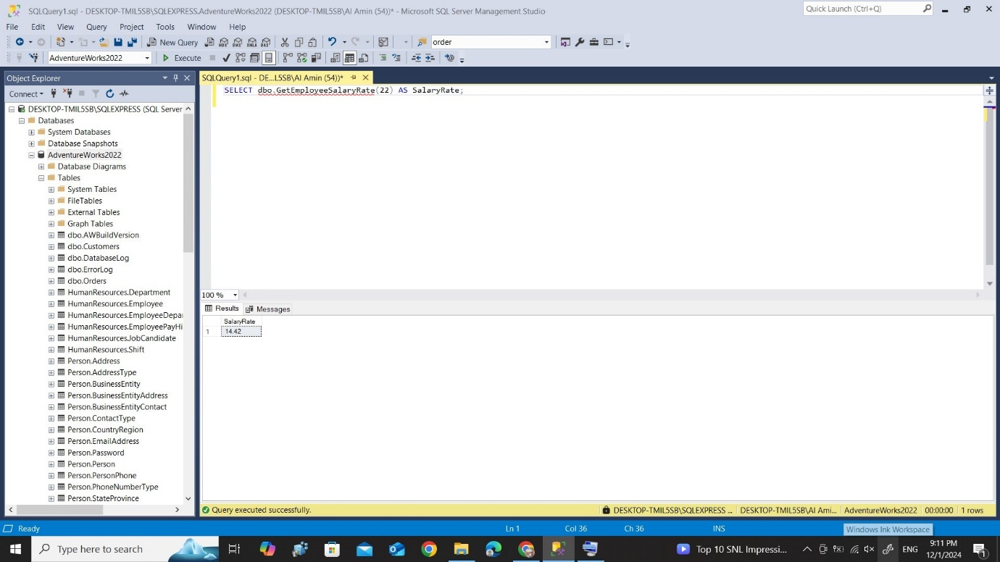 SQLQuery1.sql - DESKTOP-TMIL5SB\SQLEXPRESS.AdventureWorks2022 (DESKTOP-TMIL5SB\Al Amin (54))* - Microsoft SQL Server Management Studio
Quick Launch (Ctrl+Q)
File Edit View Query Project Tools Window Help
New Query
MDX DMX XMLA DAX
order
AdventureWorks2022
Execute
Object Explorer
SQLQuery1.sql - DE...L5SB\Al Amin (54))*
Connect
SELECT dbo.GetEmployeeSalaryRate(22) AS SalaryRate;
DESKTOP-TMIL5SB\SQLEXPRESS (SQL Server
Databases
System Databases
Database Snapshots
AdventureWorks2022
Database Diagrams
Tables
System Tables
FileTables
External Tables
Graph Tables
dbo.AWBuildVersion
dbo.Customers
dbo.DatabaseLog
dbo.ErrorLog
dbo.Orders
HumanResources.Department
HumanResources.Employee
HumanResources.EmployeeDepa
HumanResources.EmployeePayHi
HumanResources.JobCandidate
HumanResources.Shift
Person.Address
Person.AddressType
Person.BusinessEntity
Person.BusinessEntityAddress
Person.BusinessEntityContact
Person.ContactType
Person.CountryRegion
Person.EmailAddress
Person.Password
Person.Person
Person.PersonPhone
Person.PhoneNumberType
Person.StateProvince
100 %
Results Messages
SalaryRate
1 14.42
Query executed successfully.
DESKTOP-TMIL5SB\SQLEXPRESS ... DESKTOP-TMIL5SB\Al Ami... AdventureWorks2022 00:00:00 1 rows
Ready
Ln 1 Col 36 Ch 36 INS
Windows Ink Workspace
Type here to search
Top 10 SNL Impressi...
ENG
9:11 PM
12/1/2024
1